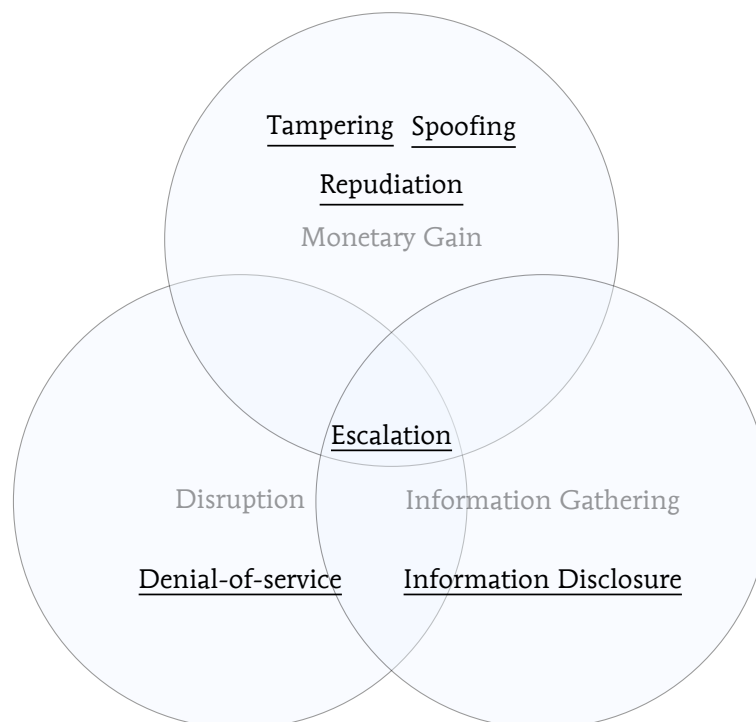 Tampering Spoofing
Repudiation
Monetary Gain
Escalation
Disruption Information Gathering
Denial-of-service Information Disclosure